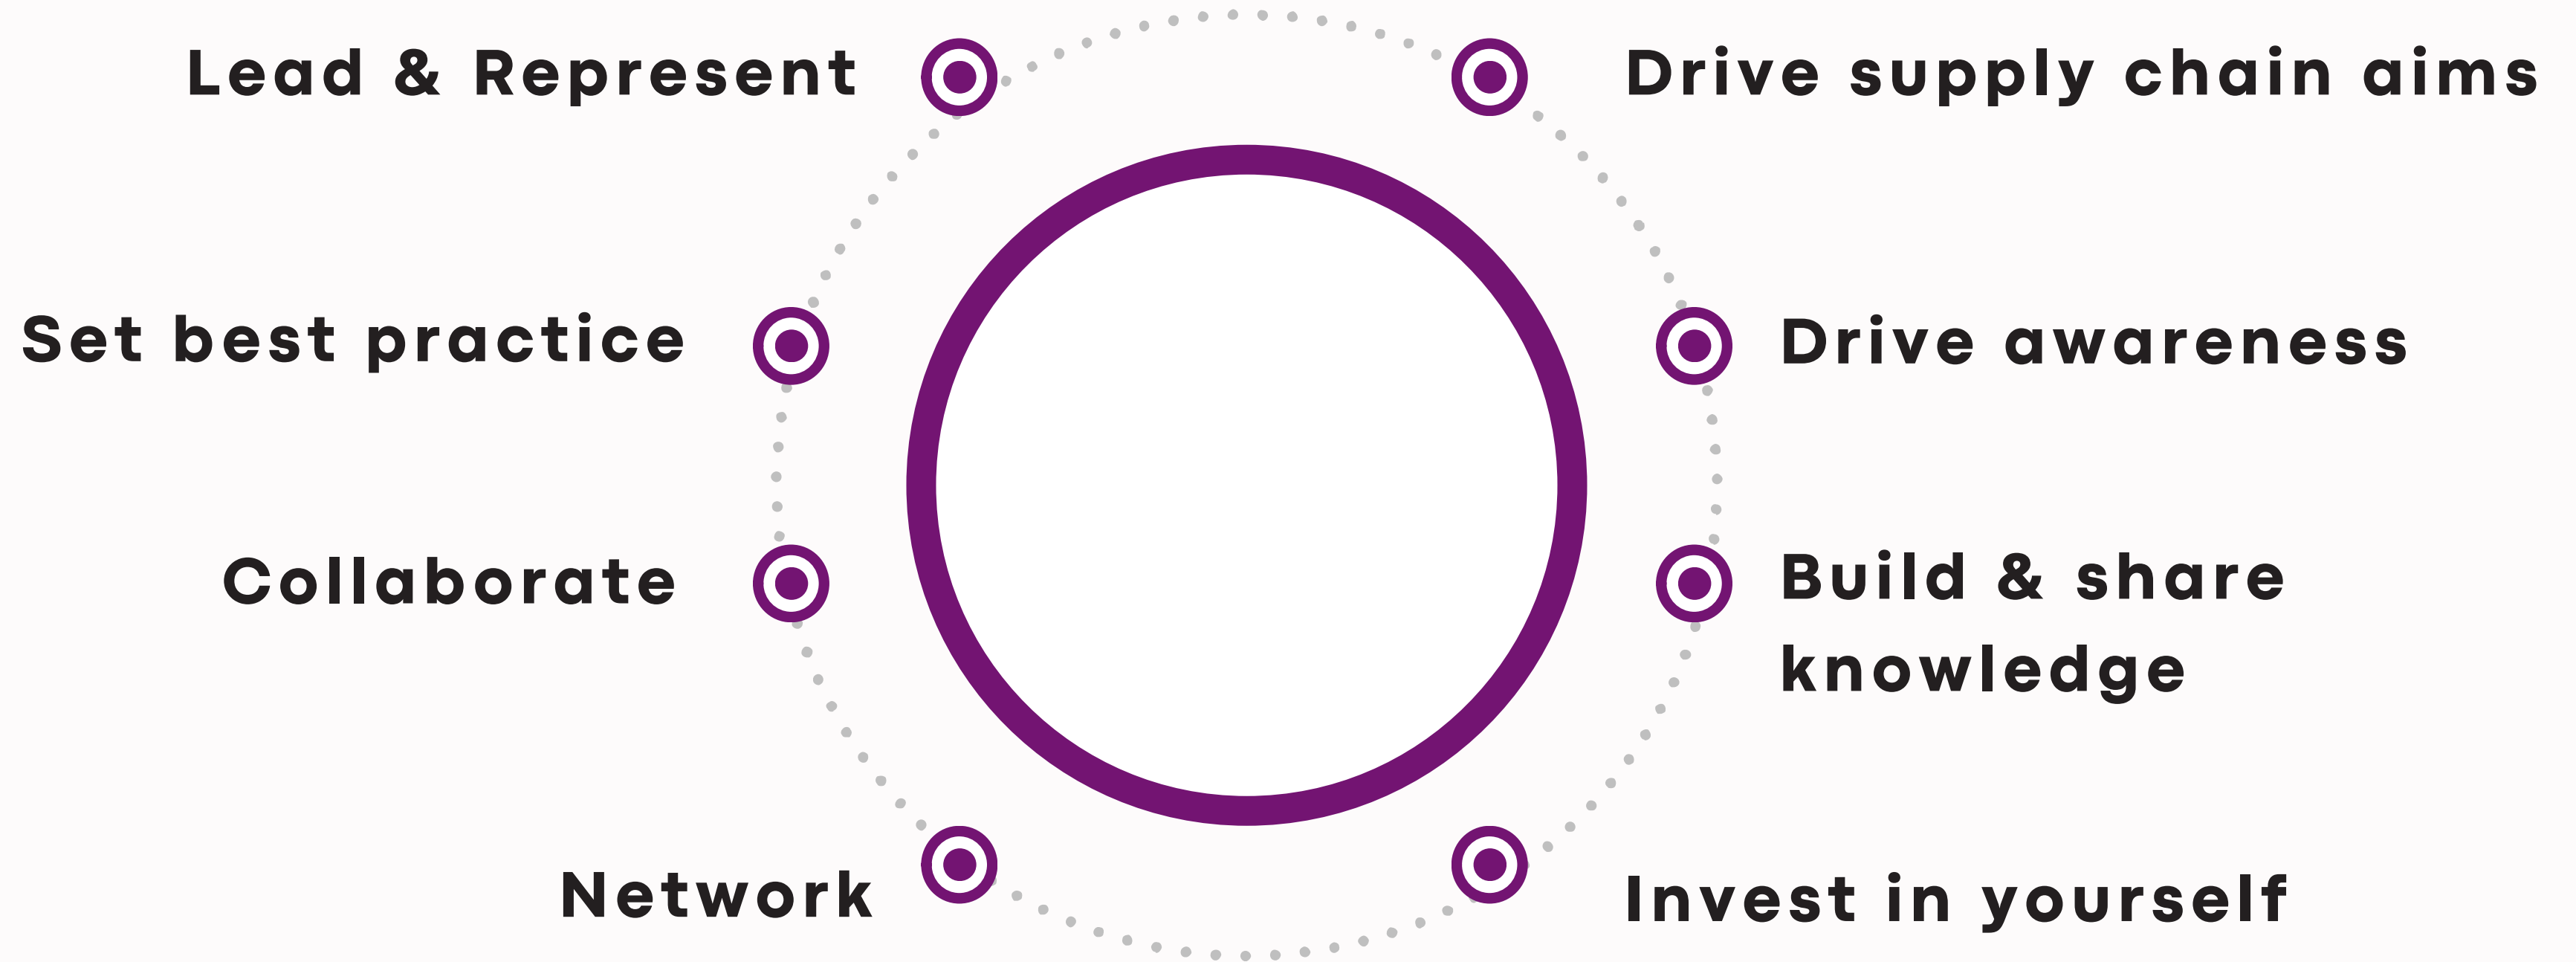 Lead & Represent
Drive supply chain aims
Set best practice
Drive awareness
Collaborate
Build & share
knowledge
Network
Invest in yourself